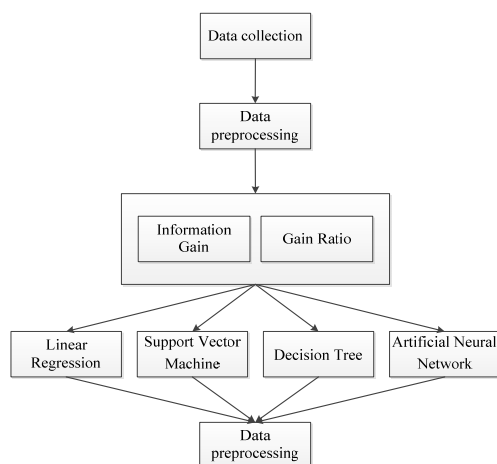 Data collection
Data
preprocessing
Information
Gain
Gain Ratio
Linear
Regression
Support Vector
Machine
Decision Tree
Artificial Neural
Network
Data
preprocessing